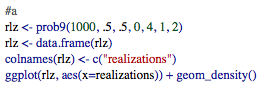 #a
rlz <- prob9(1000, .5, .5, 0, 4, 1, 2)
rlz <- data.frame(rlz)
colnames(rlz) <- c("realizations")
ggplot(rlz, aes(x=realizations)) + geom_density()